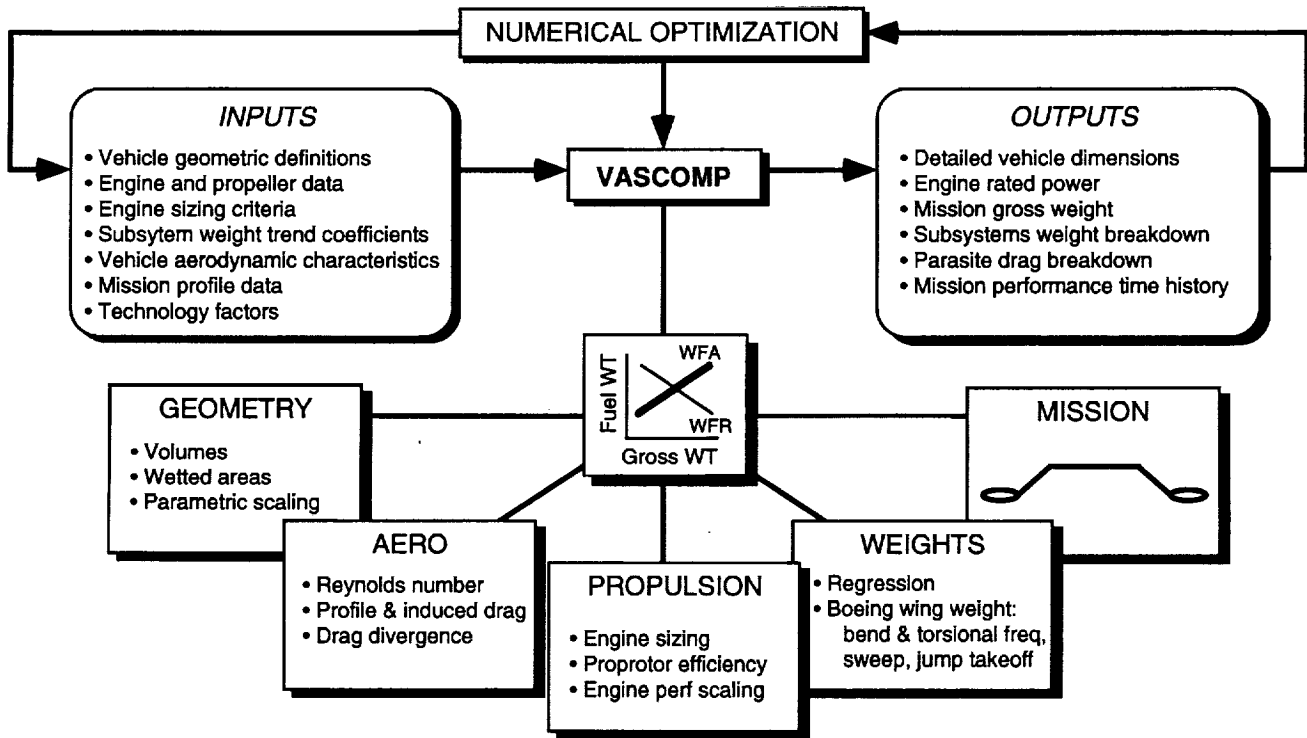 NUMERICAL OPTIMIZATION
INPUTS
• Vehicle geometric definitions
• Engine and propeller data
• Engine sizing criteria
• Subsytem weight trend coefficients
• Vehicle aerodynamic characteristics
• Mission profile data
• Technology factors
VASCOMP
OUTPUTS
• Detailed vehicle dimensions
• Engine rated power
• Mission gross weight
• Subsystems weight breakdown
• Parasite drag breakdown
• Mission performance time history
Fuel WT
WFA
WFR
Gross WT
GEOMETRY
• Volumes
• Wetted areas
• Parametric scaling
AERO
• Reynolds number
• Profile & induced drag
• Drag divergence
PROPULSION
• Engine sizing
• Proprotor efficiency
• Engine perf scaling
WEIGHTS
• Regression
• Boeing wing weight:
bend & torsional freq,
sweep, jump takeoff
MISSION